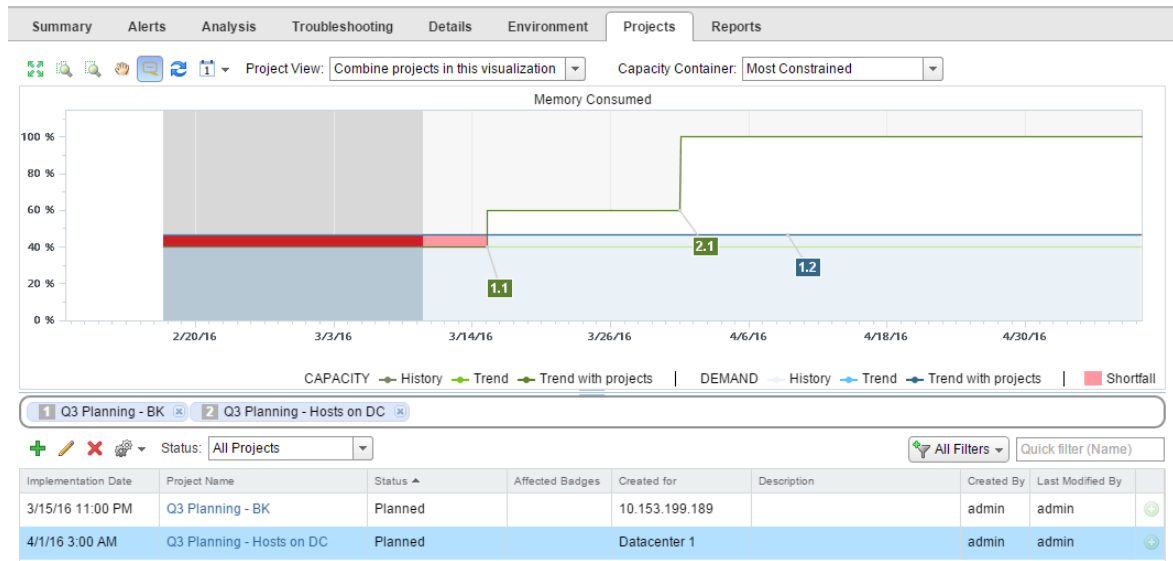 Summary Alerts Analysis Troubleshooting Details Environment Projects Reports
1 Project View: Combine projects in this visualization Capacity Container: Most Constrained
Memory Consumed
100 %
80 %
60 %
40 %
20 %
0 %
2.1
1.2
1.1
2/20/16 3/3/16 3/14/16 3/26/16 4/6/16 4/18/16 4/30/16
CAPACITY History Trend Trend with projects | DEMAND History Trend Trend with projects | Shortfall
1 Q3 Planning - BK x 2 Q3 Planning - Hosts on DC x
Status: All Projects All Filters Quick filter (Name)
Implementation Date Project Name Status Affected Badges Created for Description Created By Last Modified By
3/15/16 11:00 PM Q3 Planning - BK Planned 10.153.199.189 admin admin
4/1/16 3:00 AM Q3 Planning - Hosts on DC Planned Datacenter 1 admin admin